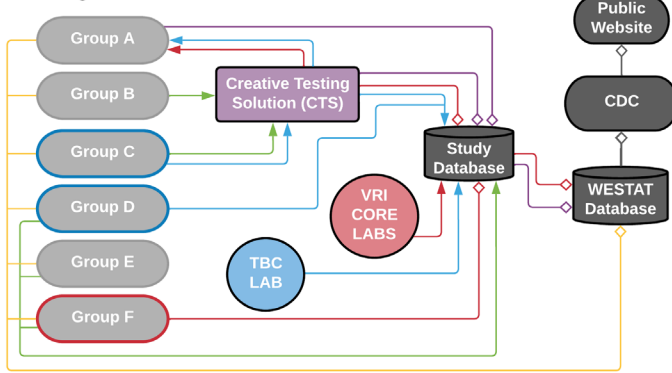 Public
Website
Group A
Creative Testing
Solution (CTS)
Group B
CDC
Group C
Study
Database
WESTAT
Database
VRI
CORE
LABS
Group D
TBC
LAB
Group E
Group F